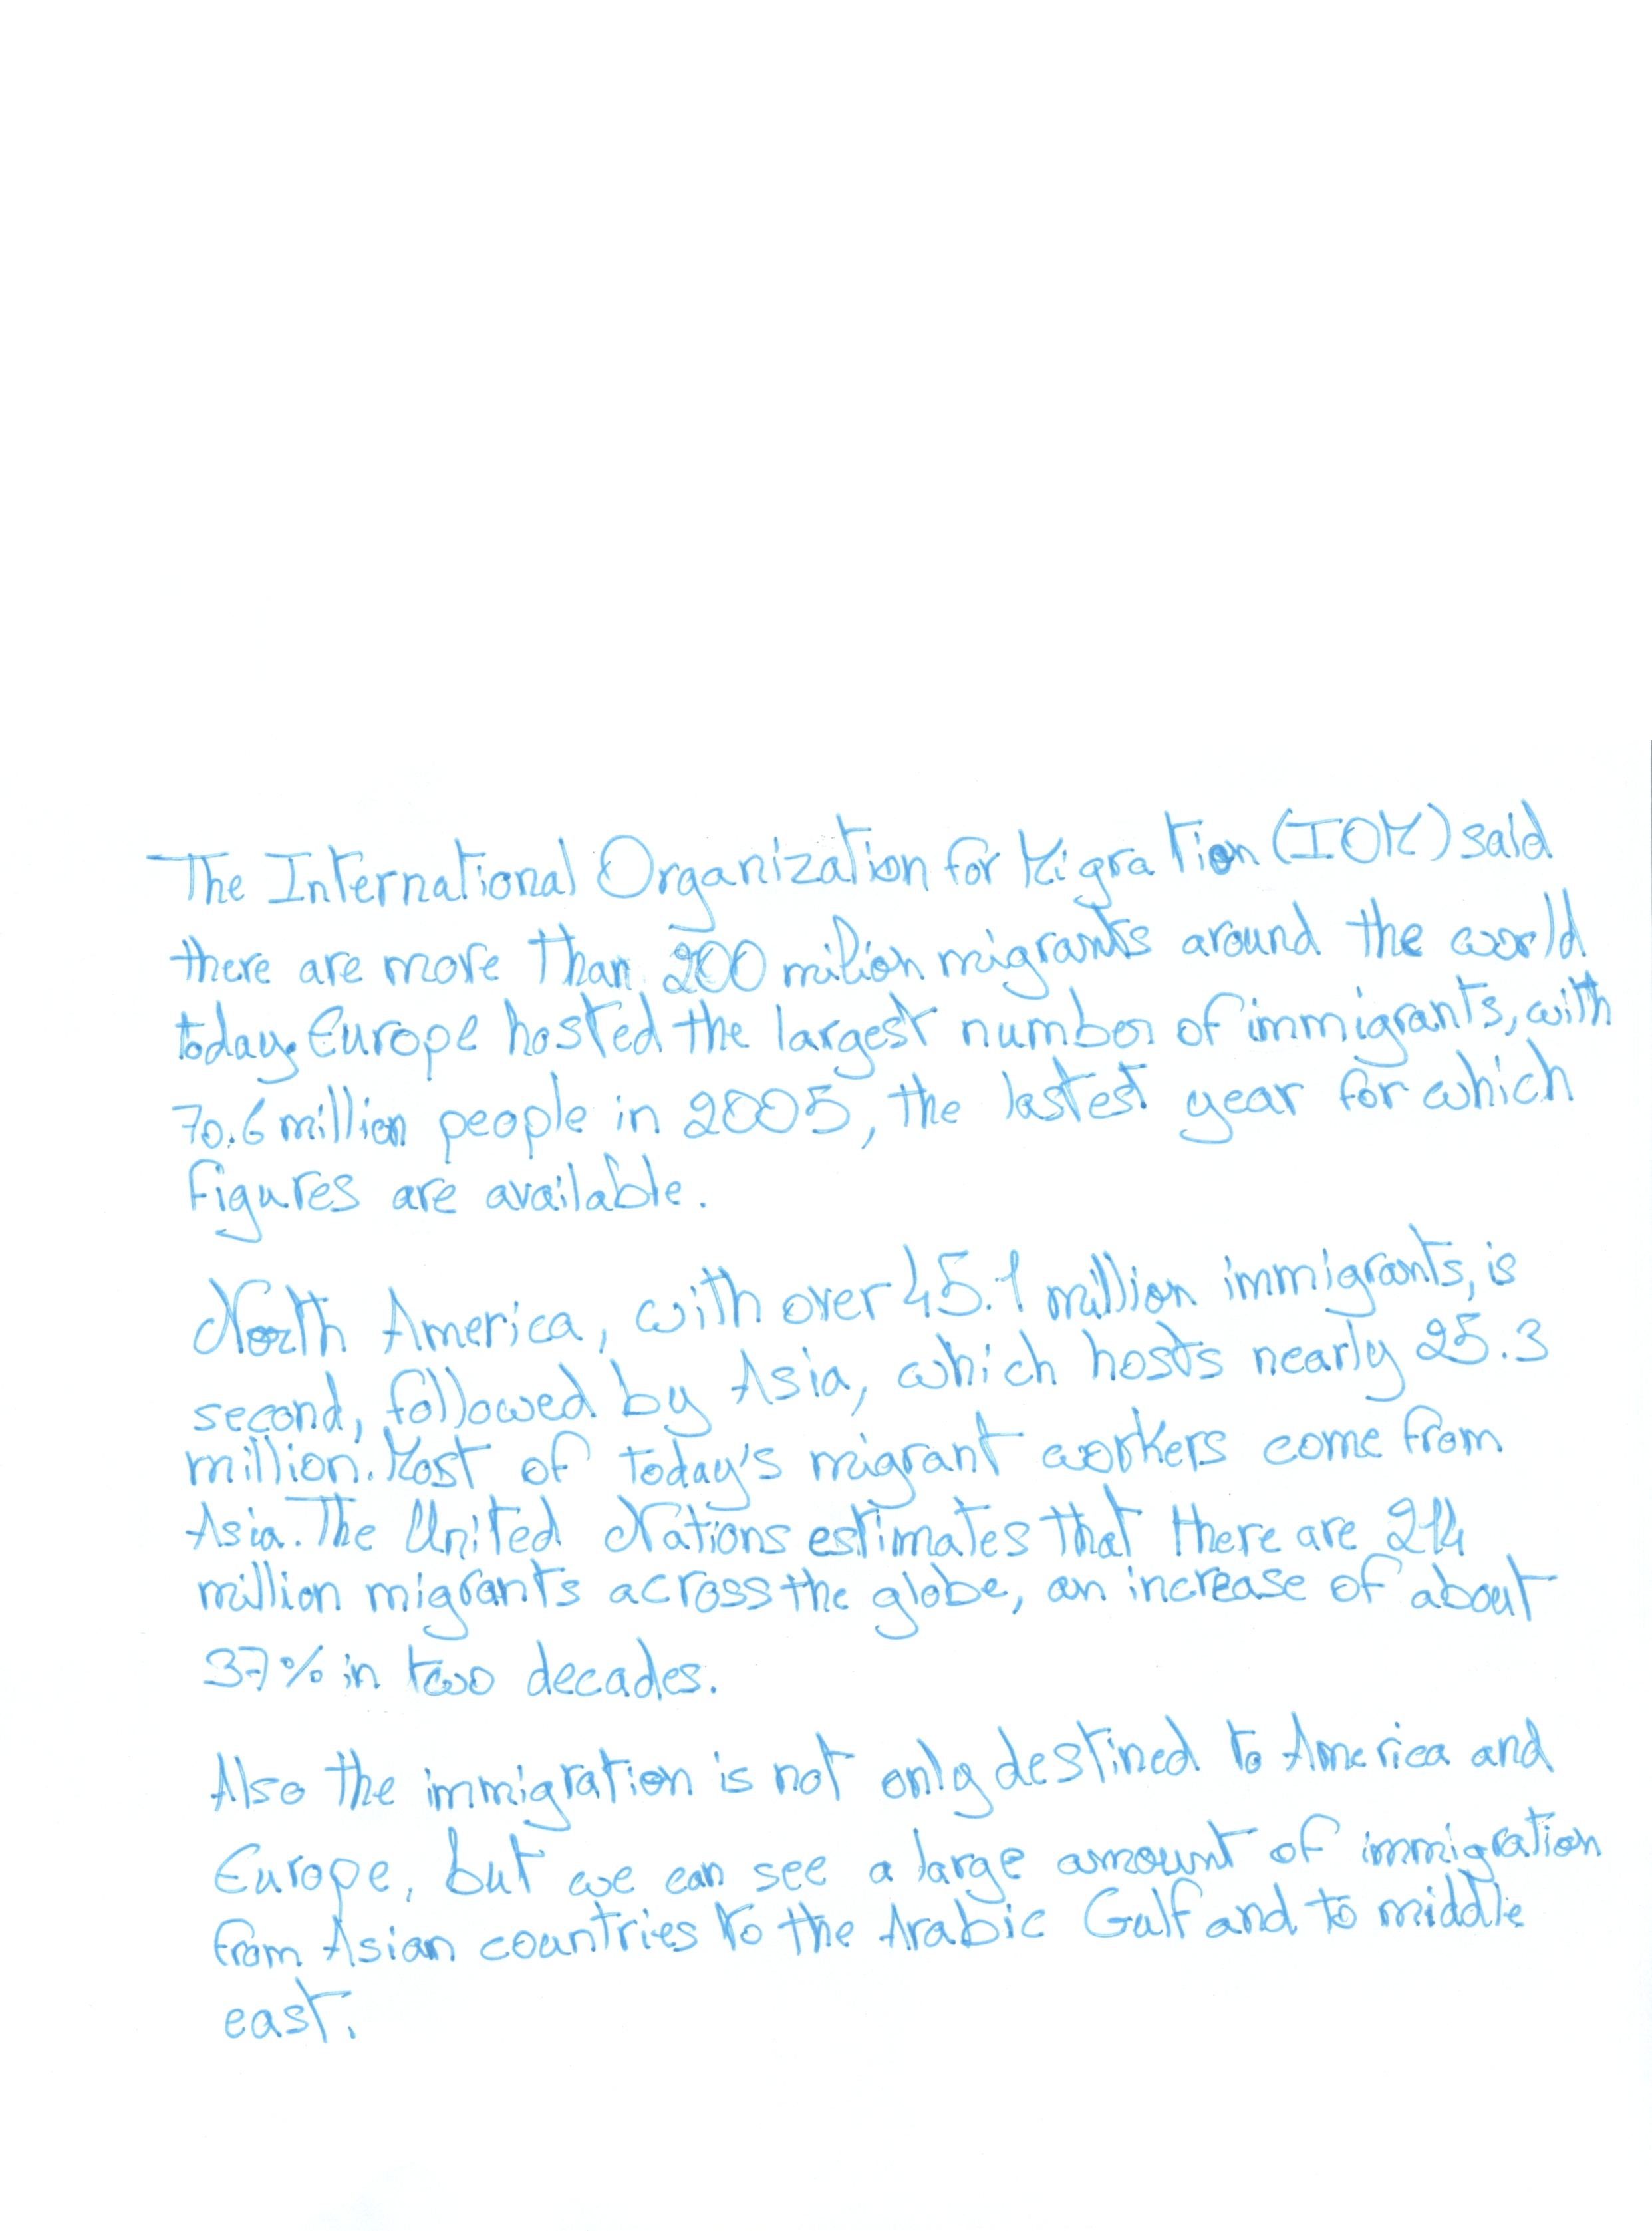 The International Organization for Migration (IOM) said
there are more than 200 milion migrants around the world
today. Europe hosted the largest number of immigrants, with
70.6 million people in 2005, the lastest year for which
figures are available.
North America, with over 45.1 million immigrants, is
second, followed by Asia, which hosts nearly 25.3
million. Most of today's migrant workers come from
Asia. The United Nations estimates that there are 214
million migrants across the globe, an increase of about
37% in two decades.
Also the immigration is not only destined to America and
Europe, but we can see a large amount of immigration
from Asian countries to the Arabic Gulf and to middle
east.